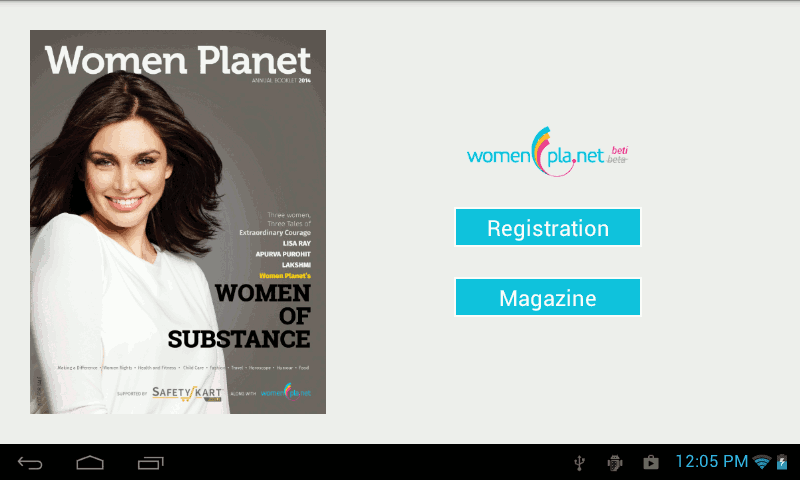 Women Planet
ANNUAL BOOKLET 2014
Three women,
Three Tales of
Extraordinary Courage
LISA RAY
APURVA PUROHIT
LAKSHMI
Women Planet's
WOMEN
OF
SUBSTANCE
Making a Difference • Women Rights • Health and Fitness • Child Care • Fashion • Travel • Horoscope • Humour • Food
SUPPORTED BY SAFETYKART ALONG WITH women pla.net
women pla.net beti
beta
Registration
Magazine
12:05 PM